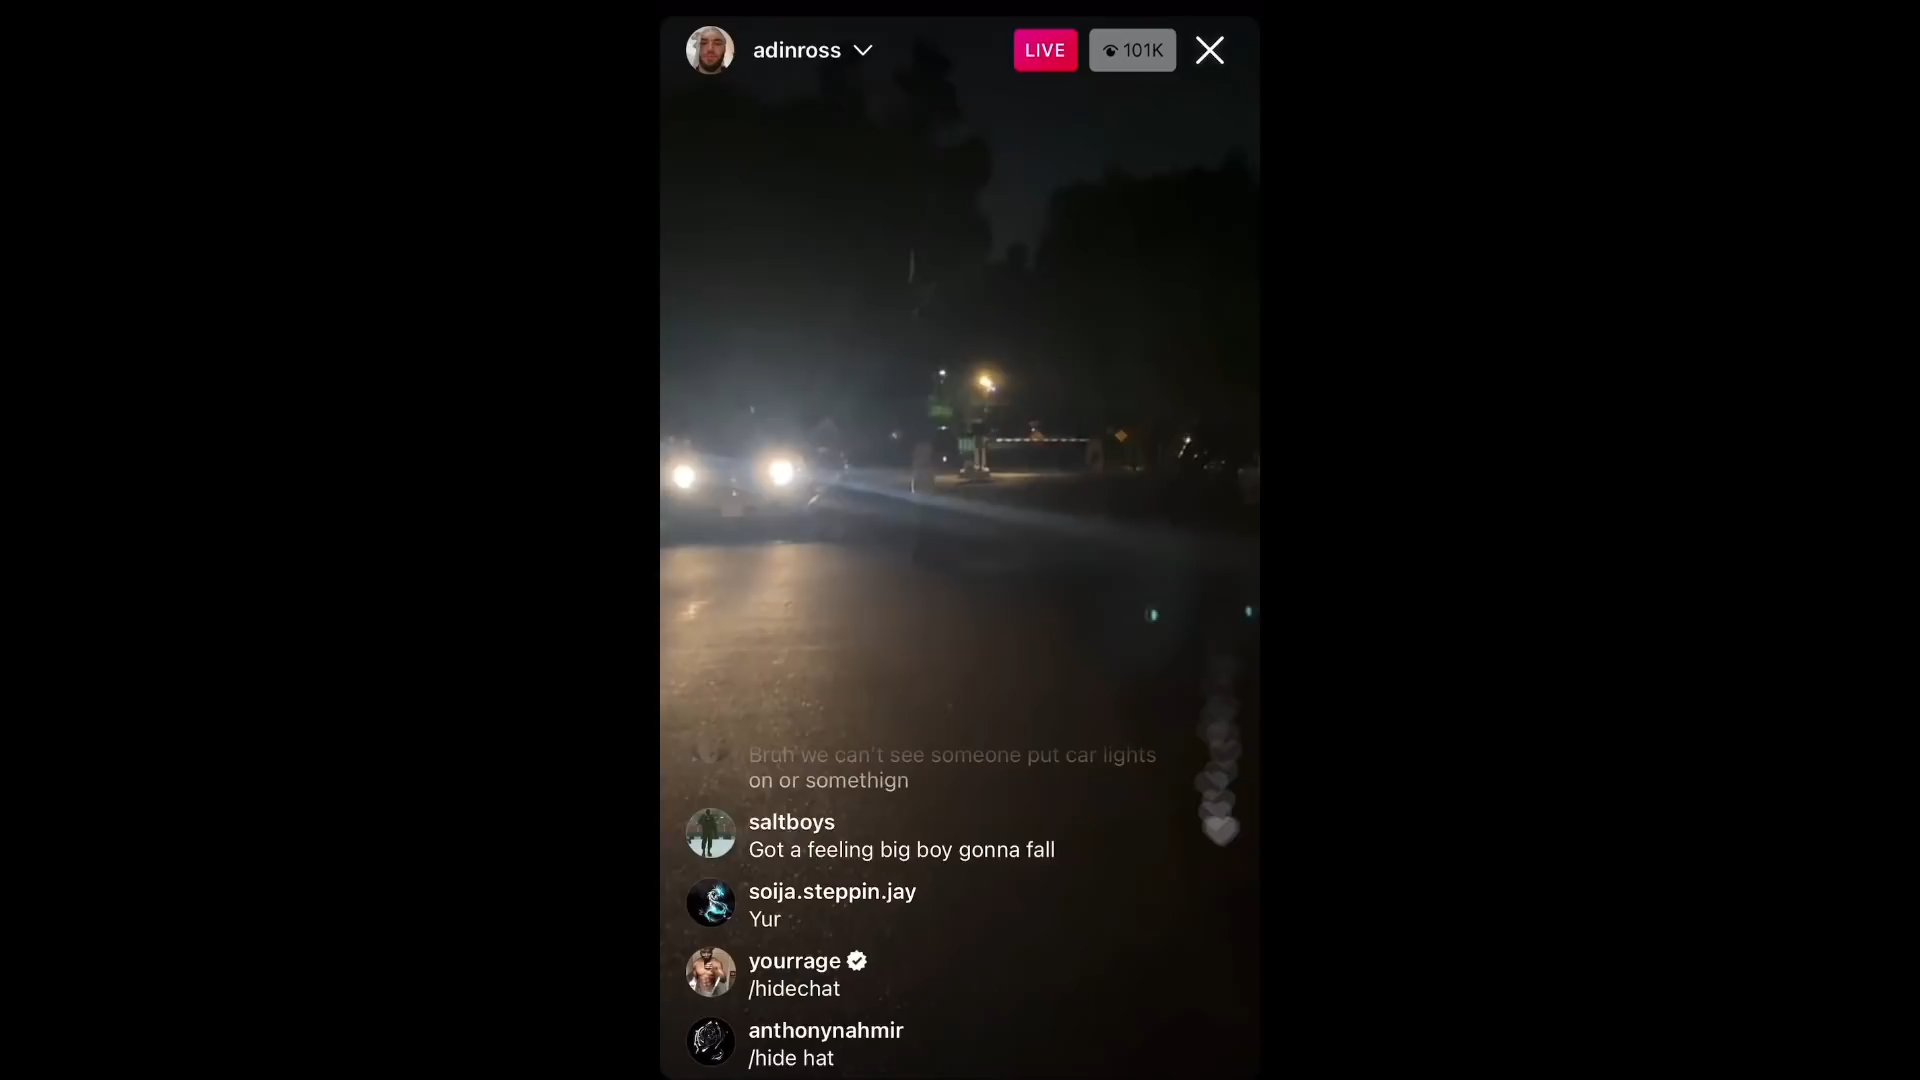 adinross
LIVE
101K
Bruh we can't see someone put car lights
on or somethign
saltboys
Got a feeling big boy gonna fall
soija.steppin.jay
Yur
yourrage
/hidechat
anthonynahmir
/hide hat